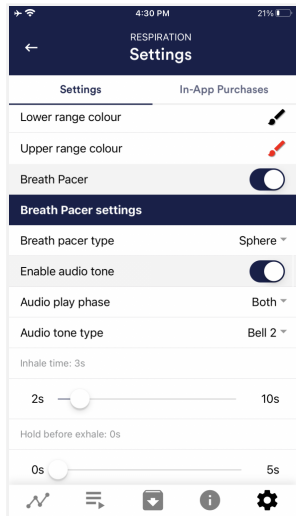 4:30 PM
21%
RESPIRATION
Settings
Settings
In-App Purchases
Lower range colour
Upper range colour
Breath Pacer
Breath Pacer settings
Breath pacer type Sphere
Enable audio tone
Audio play phase Both
Audio tone type Bell 2
Inhale time: 3s
2s 10s
Hold before exhale: 0s
0s 5s